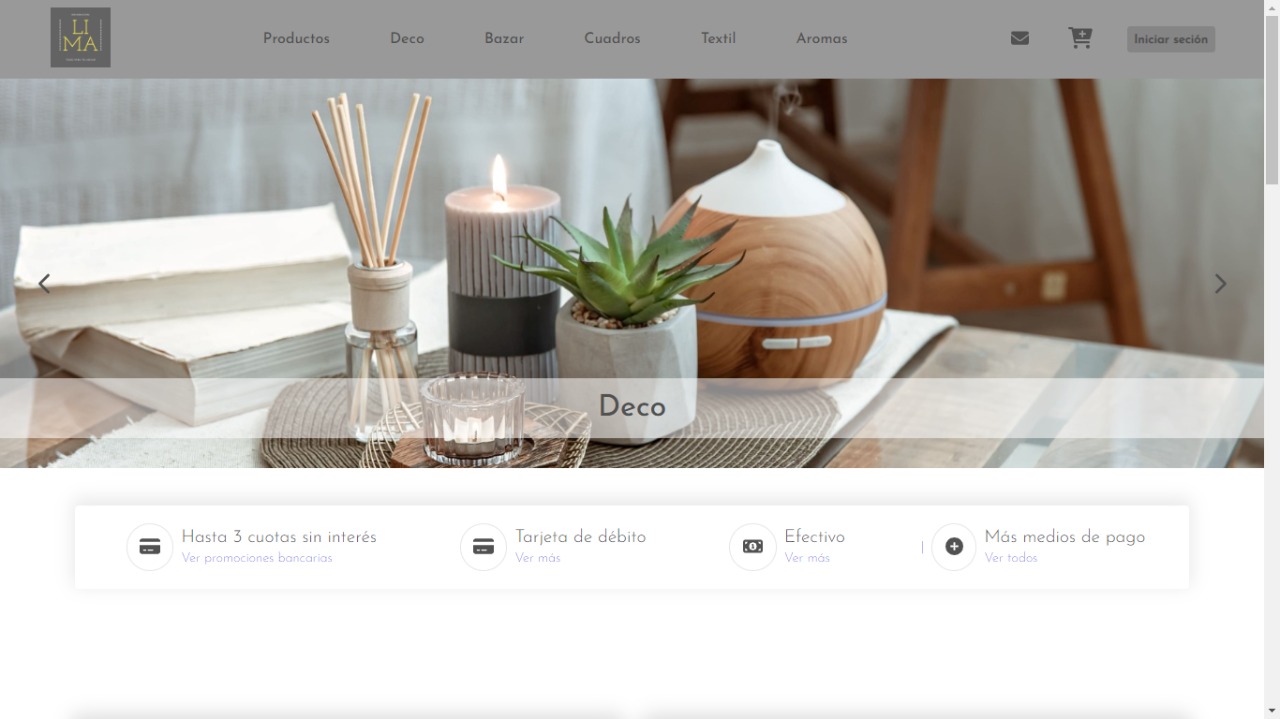 LI
MA
Productos
Deco
Bazar
Cuadros
Textil
Aromas
Iniciar seción
Deco
Hasta 3 cuotas sin interés
Ver promociones bancarias
Tarjeta de débito
Ver más
Efectivo
Ver más
Más medios de pago
Ver todos